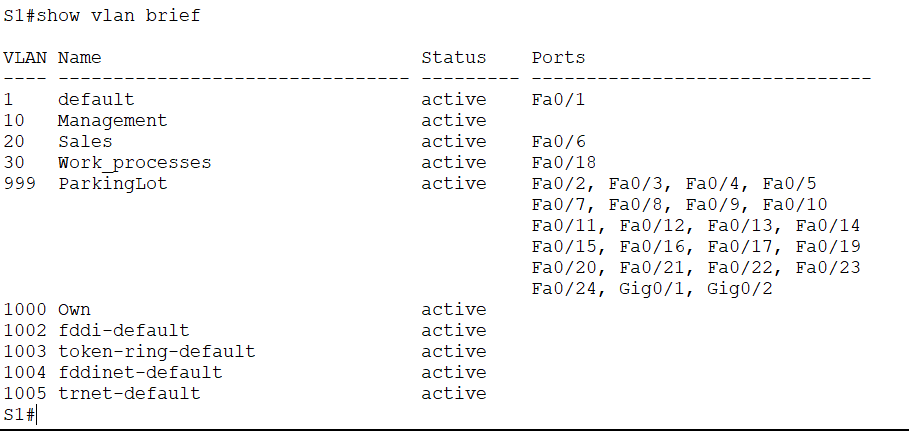 S1#show vlan brief
VLAN Name                             Status    Ports
---- -------------------------------- --------- -------------------------------
1    default                          active    Fa0/1
10   Management                       active
20   Sales                            active    Fa0/6
30   Work_processes                   active    Fa0/18
999  ParkingLot                       active    Fa0/2, Fa0/3, Fa0/4, Fa0/5
                                                Fa0/7, Fa0/8, Fa0/9, Fa0/10
                                                Fa0/11, Fa0/12, Fa0/13, Fa0/14
                                                Fa0/15, Fa0/16, Fa0/17, Fa0/19
                                                Fa0/20, Fa0/21, Fa0/22, Fa0/23
                                                Fa0/24, Gig0/1, Gig0/2
1000 Own                              active
1002 fddi-default                     active
1003 token-ring-default               active
1004 fddinet-default                  active
1005 trnet-default                    active
S1#